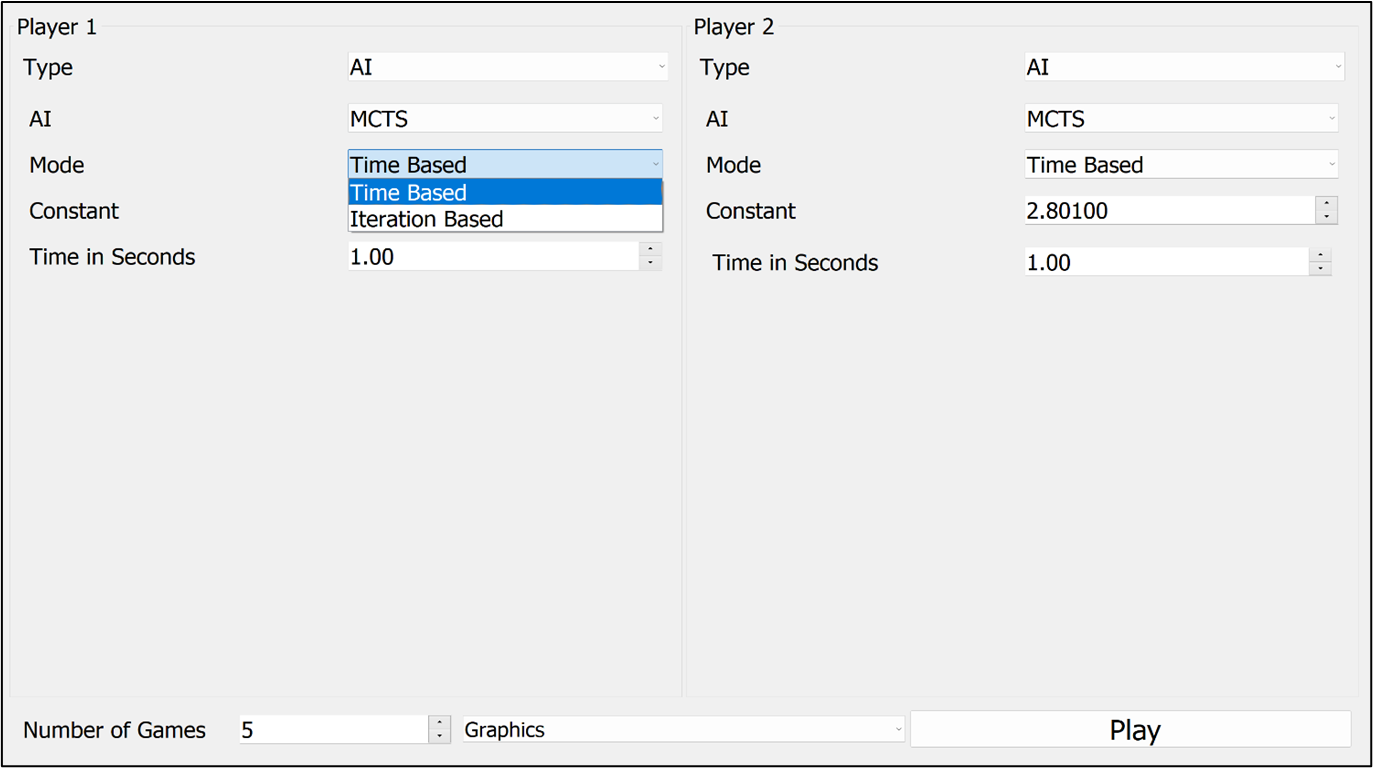 Player 1
Type AI
AI MCTS
Mode Time Based
Time Based
Constant
Iteration Based
Time in Seconds 1.00
Player 2
Type AI
AI MCTS
Mode Time Based
Constant 2.80100
Time in Seconds 1.00
Number of Games 5 Graphics Play